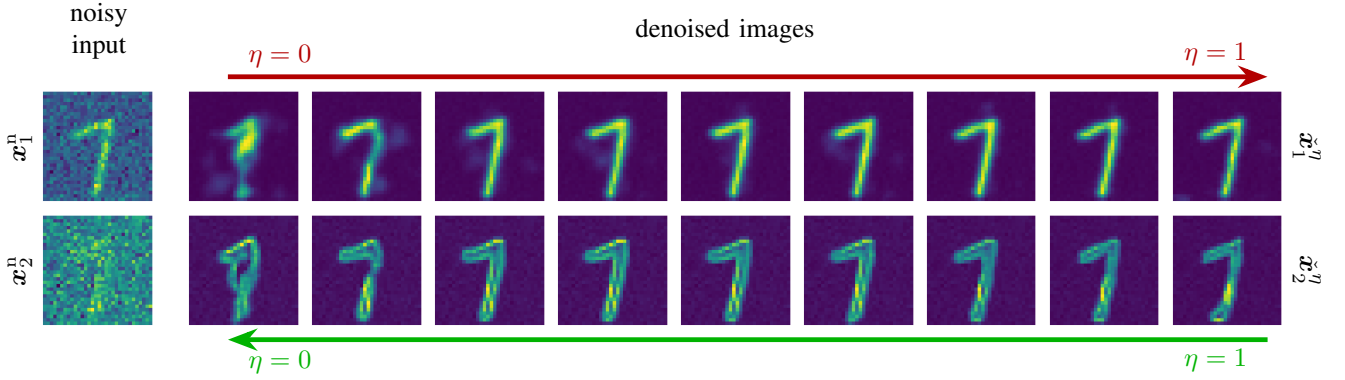 noisy
input
denoised images
η = 0
η = 1
x₁ⁿ
x̂₁^η
x₂ⁿ
x̂₂^η
η = 0
η = 1